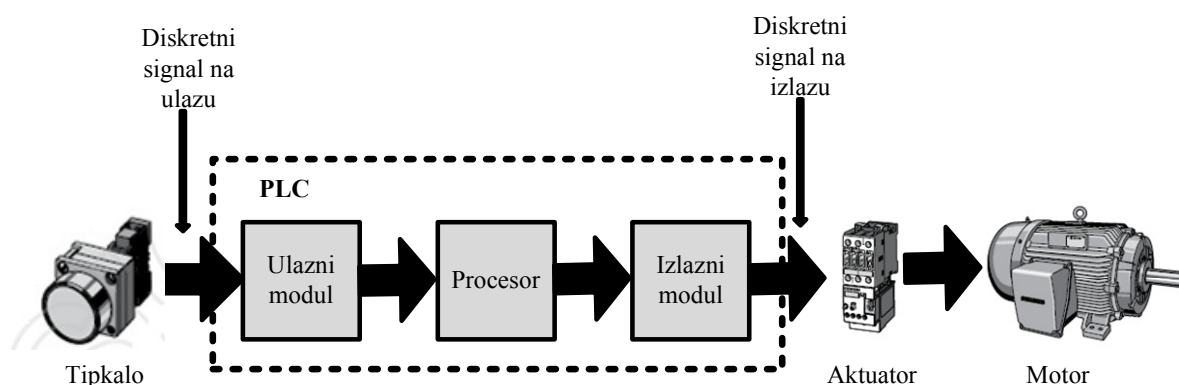 Diskretni
signal na
ulazu
Diskretni
signal na
izlazu
PLC
Ulazni
modul
Procesor
Izlazni
modul
Tipkalo
Aktuator
Motor